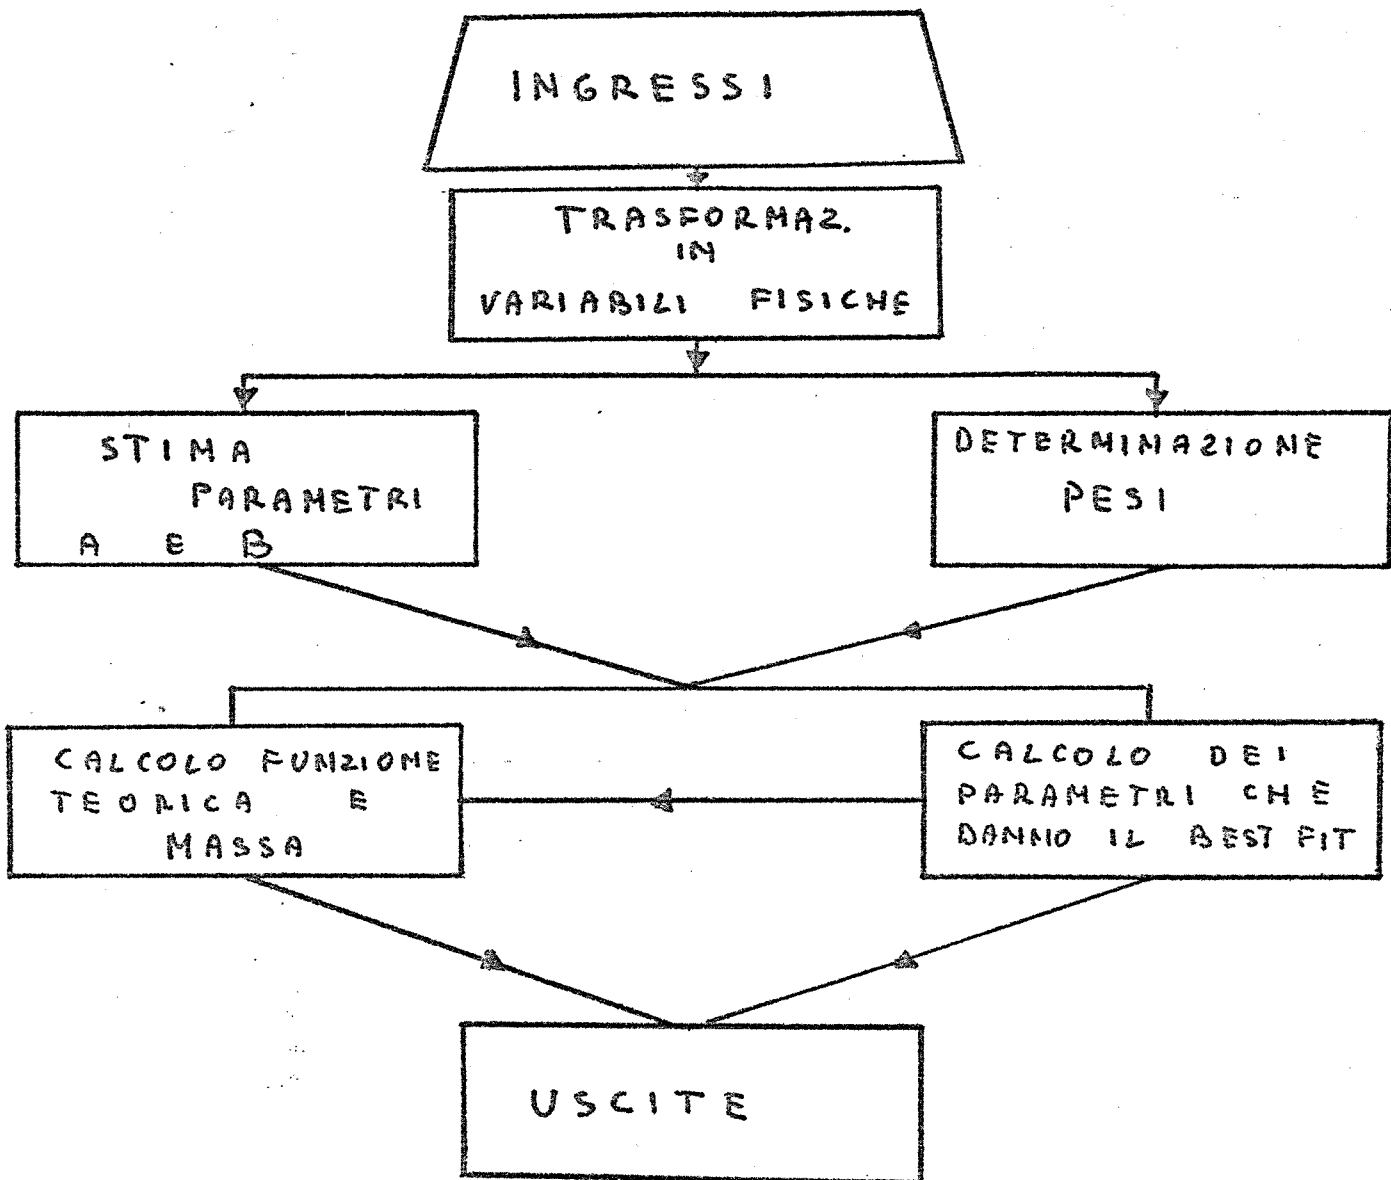 INGRESSI
TRASFORMAZ.
IN
VARIABILI FISICHE
STIMA
PARAMETRI
A E B
DETERMINAZIONE
PESI
CALCOLO FUNZIONE
TEORICA E
MASSA
CALCOLO DEI
PARAMETRI CHE
DANNO IL BEST FIT
USCITE